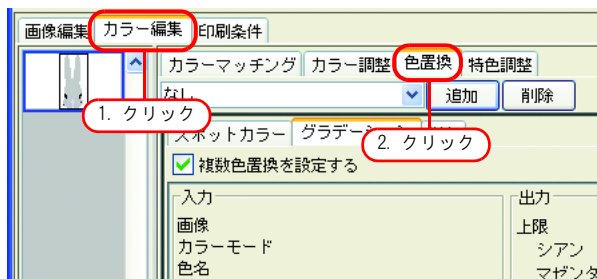 画像編集 カラー編集 印刷条件
カラーマッチング カラー調整 色置換 特色調整
なし 追加 削除
1. クリック
スポットカラー グラデーション
2. クリック
複数色置換を設定する
入力 出力
画像 上限
カラーモード シアン
色名 マゼンタ